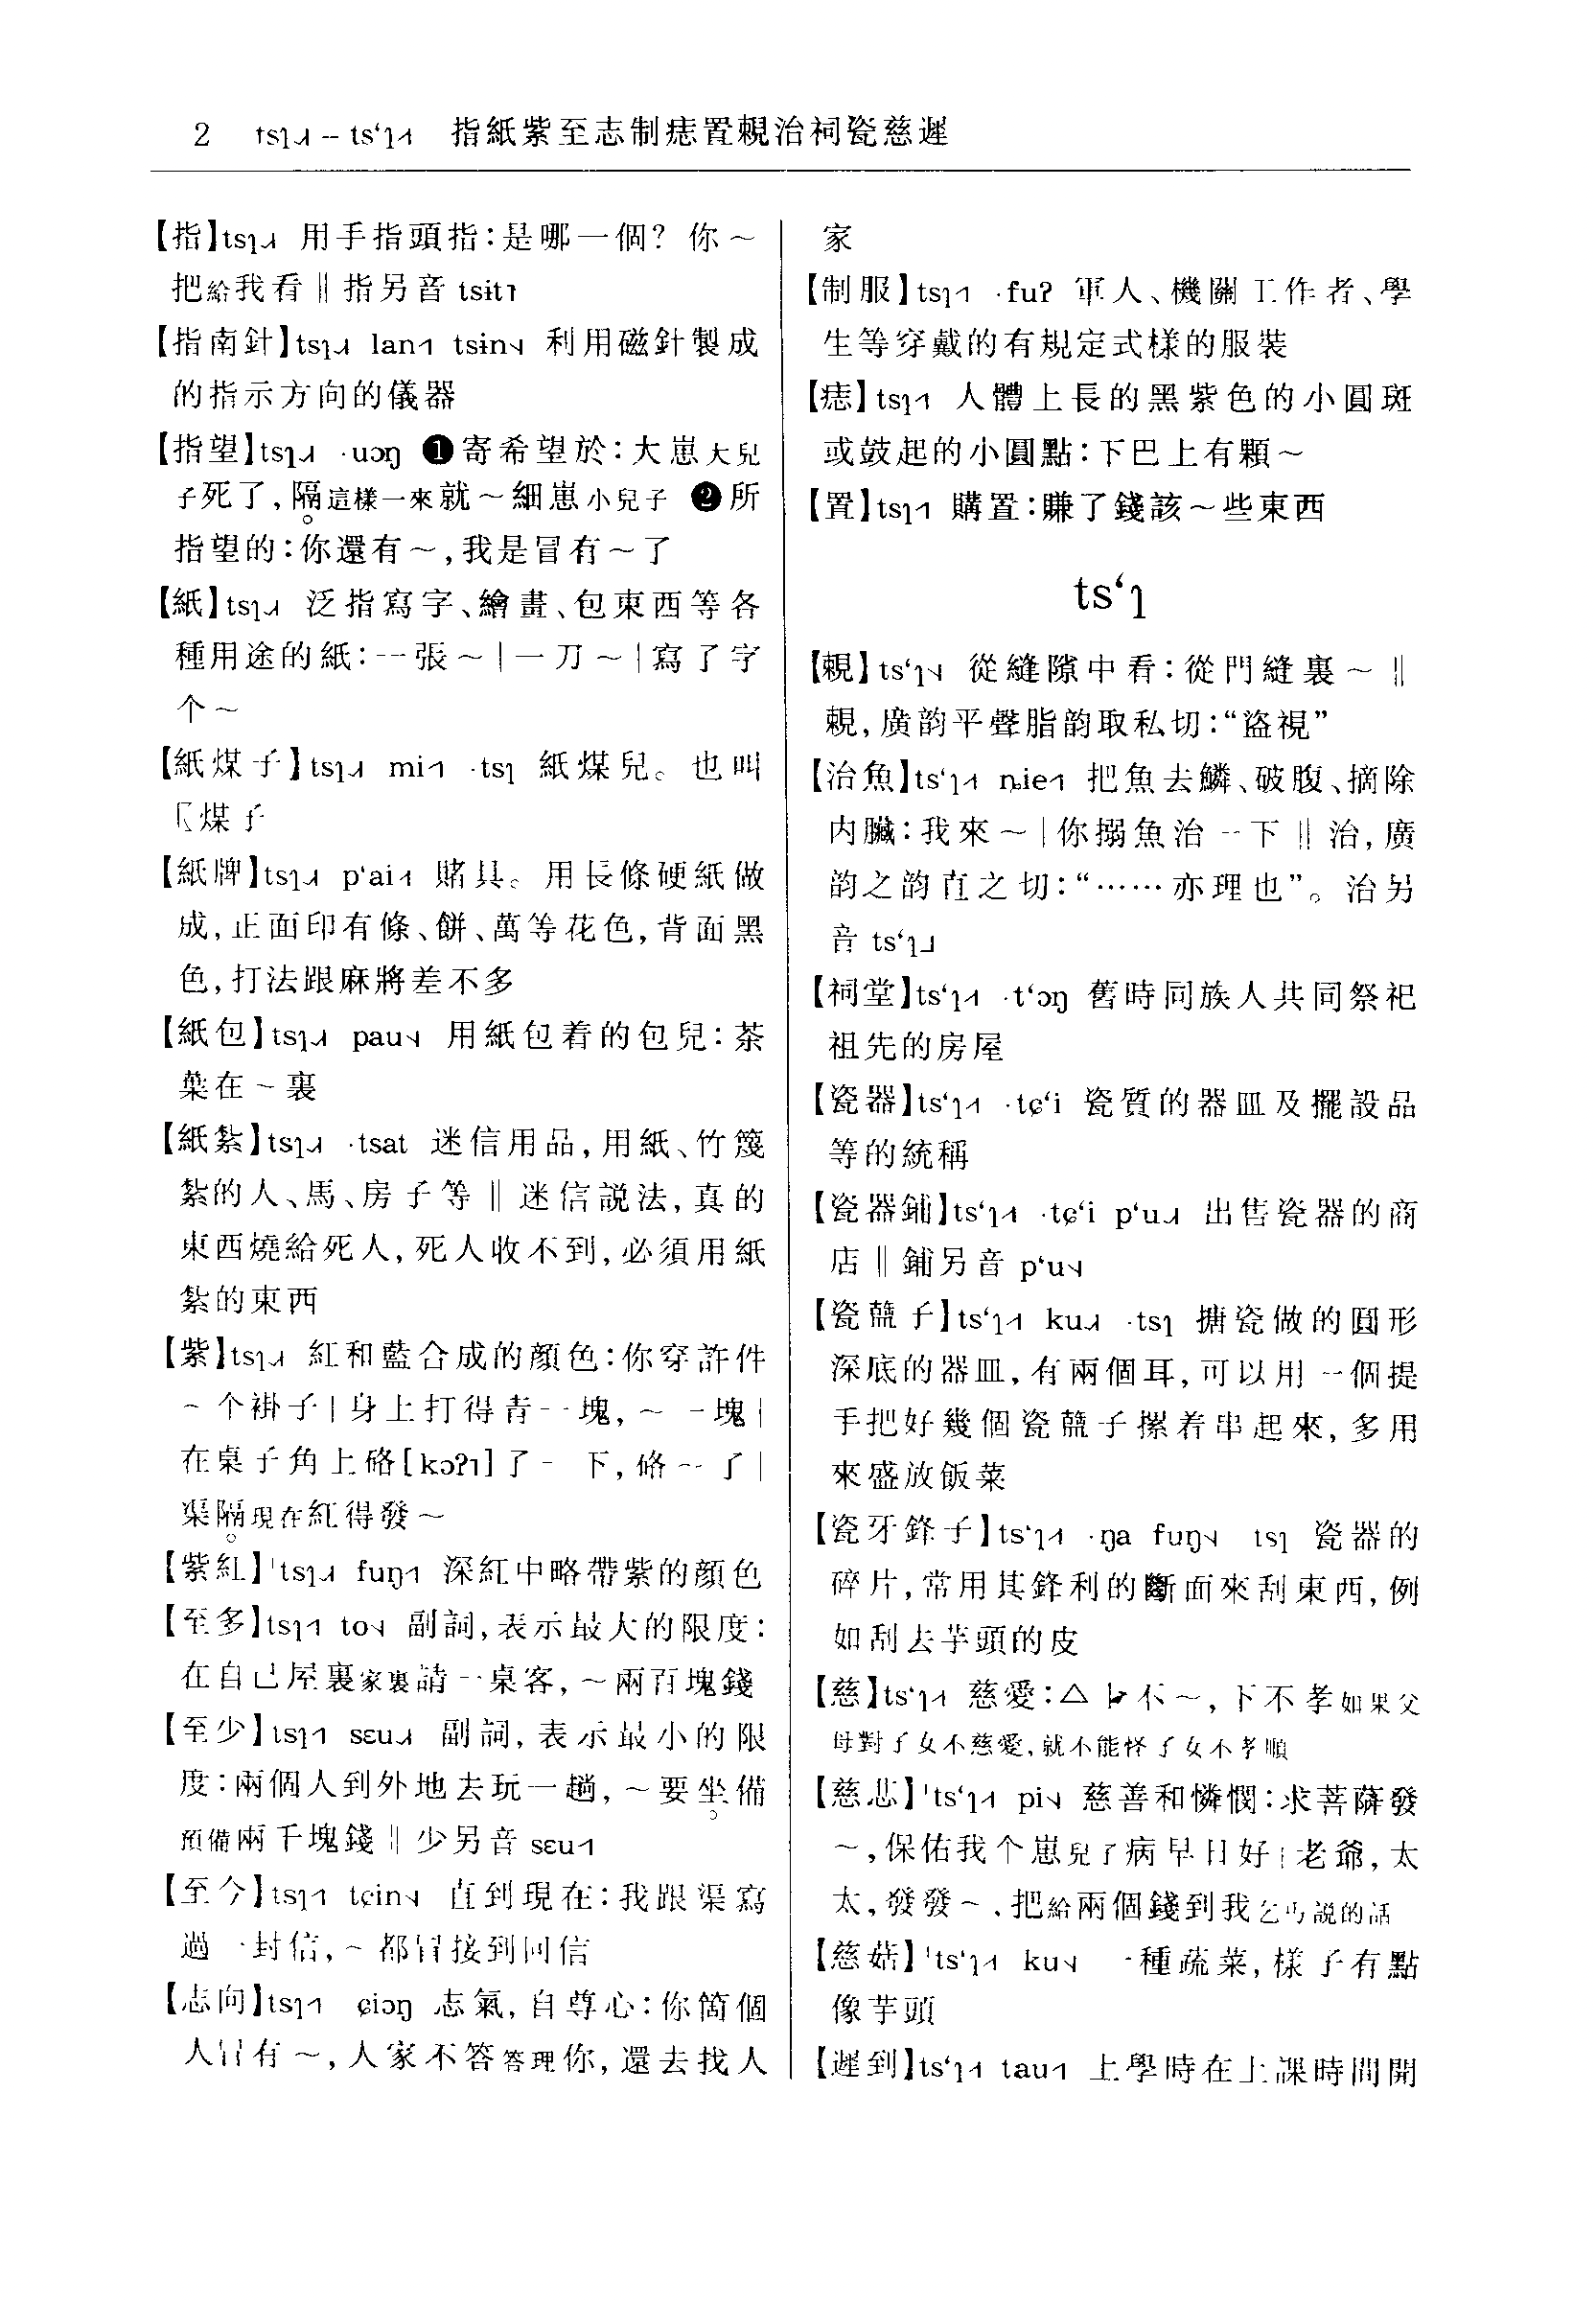 2 tsɿ˨˩˧ – tsʻɿ˨˦ 指紙紫至志制痣置覟治祠瓷慈遲
【指】tsɿ˨˩˧ 用手指頭指：是哪一個？ 你～
把給我看‖指另音 tsit˥
【指南針】tsɿ˨˩˧ lan˧˥ tsin˦˨ 利用磁針製成
的指示方向的儀器
【指望】tsɿ˨˩˧ ·uɔŋ ❶寄希望於：大崽大兒
子死了，隔這樣一來就～細崽小兒子 ❷所
指望的：你還有～，我是冒有～了
【紙】tsɿ˨˩˧ 泛指寫字、繪畫、包東西等各
種用途的紙：一張～｜一刀～｜寫了字
个～
【紙煤子】tsɿ˨˩˧ mi˧˥ ·tsɿ 紙煤兒。也叫
煤子
【紙牌】tsɿ˨˩˧ pʻai˨˦ 賭具。用長條硬紙做
成，正面印有條、餅、萬等花色，背面黑
色，打法跟麻將差不多
【紙包】tsɿ˨˩˧ pau˦˨ 用紙包着的包兒：茶
葉在～裏
【紙紮】tsɿ˨˩˧ ·tsat 迷信用品，用紙、竹篾
紮的人、馬、房子等‖迷信説法，真的
東西燒給死人，死人收不到，必須用紙
紮的東西
【紫】tsɿ˨˩˧ 紅和藍合成的顔色：你穿許件
～个褂子｜身上打得青一塊，～一塊｜
在桌子角上硌[kɔʔ˥]了一下，硌～了｜
渠隔現在紅得發～
【紫紅】ˈtsɿ˨˩˧ fuŋ˧˥ 深紅中略帶紫的顔色
【至多】tsɿ˧˥ to˦˨ 副詞，表示最大的限度：
在自己屋裏家裏請一桌客，～兩百塊錢
【至少】tsɿ˧˥ sɛu˨˩˧ 副詞，表示最小的限
度：兩個人到外地去玩一趟，～要坐備
預備兩千塊錢‖少另音 sɛu˧˥
【至今】tsɿ˧˥ tɕin˦˨ 直到現在：我跟渠寫
過一封信，～都冒接到回信
【志向】tsɿ˧˥ ɕiɔŋ 志氣，自尊心：你箇個
人冒有～，人家不答答理你，還去找人
家
【制服】tsɿ˧˥ ·fuʔ 軍人、機關工作者、學
生等穿戴的有規定式樣的服裝
【痣】tsɿ˧˥ 人體上長的黑紫色的小圓斑
或鼓起的小圓點：下巴上有顆～
【置】tsɿ˧˥ 購置：賺了錢該～些東西
tsʻɿ
【覟】tsʻɿ˦˨ 從縫隙中看：從門縫裏～‖
覟，廣韵平聲脂韵取私切：“盗視”
【治魚】tsʻɿ˨˦ ȵie˧˥ 把魚去鱗、破腹、摘除
内臟：我來～｜你搦魚治一下‖治，廣
韵之韵直之切：“……亦理也”。治另
音 tsʻɿ˩
【祠堂】tsʻɿ˨˦ ·tʻɔŋ 舊時同族人共同祭祀
祖先的房屋
【瓷器】tsʻɿ˨˦ ·tɕʻi 瓷質的器皿及擺設品
等的統稱
【瓷器鋪】tsʻɿ˨˦ ·tɕʻi pʻu˨˩˧ 出售瓷器的商
店‖鋪另音 pʻu˦˨
【瓷子】tsʻɿ˨˦ ku˨˩˧ ·tsɿ 搪瓷做的圓形
深底的器皿，有兩個耳，可以用一個提
手把好幾個瓷子摞着串起來，多用
來盛放飯菜
【瓷牙鋒子】tsʻɿ˨˦ ·ŋa fuŋ˦˨ tsɿ 瓷器的
碎片，常用其鋒利的斷面來刮東西，例
如刮去芋頭的皮
【慈】tsʻɿ˨˦ 慈愛：△上不～，下不孝如果父
母對子女不慈愛，就不能怪子女不孝順
【慈悲】ˈtsʻɿ˨˦ pi˦˨ 慈善和憐憫：求菩薩發
～，保佑我个崽兒子病早日好｜老爺，太
太，發發～，把給兩個錢到我乞丐説的話
【慈菇】ˈtsʻɿ˨˦ ku˦˨ 一種蔬菜，樣子有點
像芋頭
【遲到】tsʻɿ˨˦ tau˧˥ 上學時在上課時間開